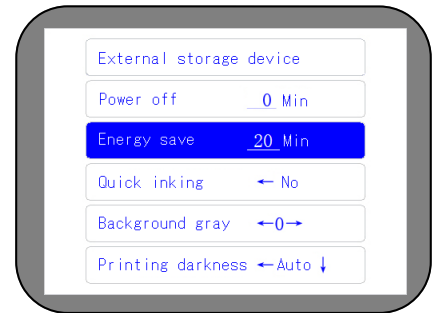 External storage device
Power off 0 Min
Energy save 20 Min
Quick inking ← No
Background gray ←0→
Printing darkness ←Auto↓